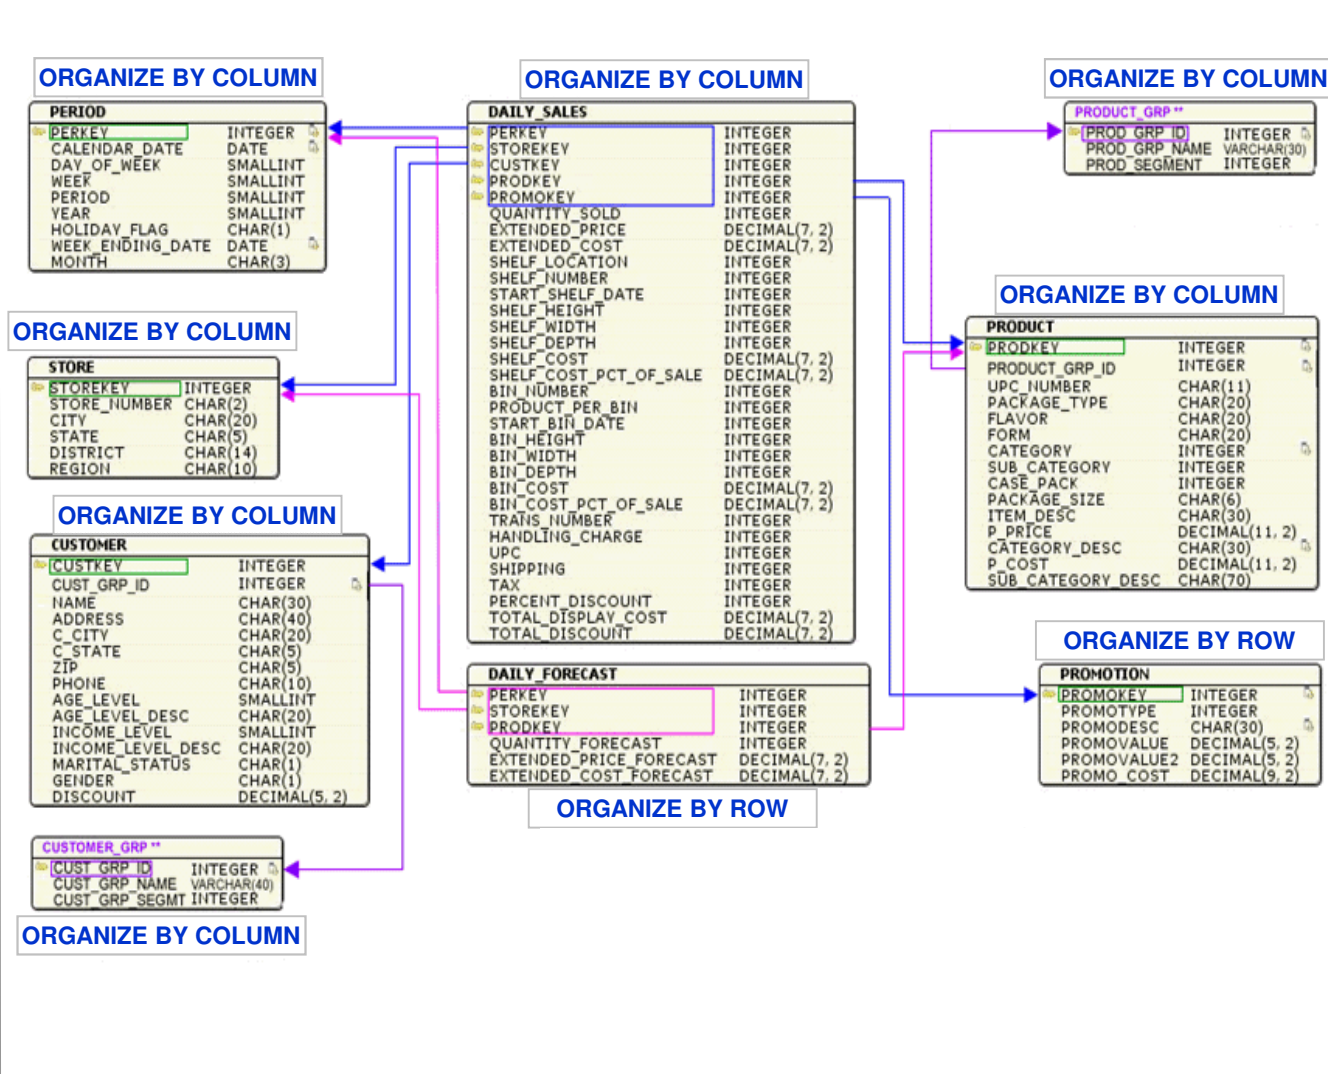 ORGANIZE BY COLUMN
PERIOD
PERKEY INTEGER
CALENDAR_DATE DATE
DAY_OF_WEEK SMALLINT
WEEK SMALLINT
PERIOD SMALLINT
YEAR SMALLINT
HOLIDAY_FLAG CHAR(1)
WEEK_ENDING_DATE DATE
MONTH CHAR(3)
ORGANIZE BY COLUMN
STORE
STOREKEY INTEGER
STORE_NUMBER CHAR(2)
CITY CHAR(20)
STATE CHAR(5)
DISTRICT CHAR(14)
REGION CHAR(10)
ORGANIZE BY COLUMN
CUSTOMER
CUSTKEY INTEGER
CUST_GRP_ID INTEGER
NAME CHAR(30)
ADDRESS CHAR(40)
C_CITY CHAR(20)
C_STATE CHAR(5)
ZIP CHAR(5)
PHONE CHAR(10)
AGE_LEVEL SMALLINT
AGE_LEVEL_DESC CHAR(20)
INCOME_LEVEL SMALLINT
INCOME_LEVEL_DESC CHAR(20)
MARITAL_STATUS CHAR(1)
GENDER CHAR(1)
DISCOUNT DECIMAL(5, 2)
CUSTOMER_GRP **
CUST_GRP_ID INTEGER
CUST_GRP_NAME VARCHAR(40)
CUST_GRP_SEGMT INTEGER
ORGANIZE BY COLUMN
ORGANIZE BY COLUMN
DAILY_SALES
PERKEY INTEGER
STOREKEY INTEGER
CUSTKEY INTEGER
PRODKEY INTEGER
PROMOKEY INTEGER
QUANTITY_SOLD INTEGER
EXTENDED_PRICE DECIMAL(7, 2)
EXTENDED_COST DECIMAL(7, 2)
SHELF_LOCATION INTEGER
SHELF_NUMBER INTEGER
START_SHELF_DATE INTEGER
SHELF_HEIGHT INTEGER
SHELF_WIDTH INTEGER
SHELF_DEPTH INTEGER
SHELF_COST DECIMAL(7, 2)
SHELF_COST_PCT_OF_SALE DECIMAL(7, 2)
BIN_NUMBER INTEGER
PRODUCT_PER_BIN INTEGER
START_BIN_DATE INTEGER
BIN_HEIGHT INTEGER
BIN_WIDTH INTEGER
BIN_DEPTH INTEGER
BIN_COST DECIMAL(7, 2)
BIN_COST_PCT_OF_SALE DECIMAL(7, 2)
TRANS_NUMBER INTEGER
HANDLING_CHARGE INTEGER
UPC INTEGER
SHIPPING INTEGER
TAX INTEGER
PERCENT_DISCOUNT INTEGER
TOTAL_DISPLAY_COST DECIMAL(7, 2)
TOTAL_DISCOUNT DECIMAL(7, 2)
DAILY_FORECAST
PERKEY INTEGER
STOREKEY INTEGER
PRODKEY INTEGER
QUANTITY_FORECAST INTEGER
EXTENDED_PRICE_FORECAST DECIMAL(7, 2)
EXTENDED_COST_FORECAST DECIMAL(7, 2)
ORGANIZE BY ROW
ORGANIZE BY COLUMN
PRODUCT_GRP **
PROD_GRP_ID INTEGER
PROD_GRP_NAME VARCHAR(30)
PROD_SEGMENT INTEGER
ORGANIZE BY COLUMN
PRODUCT
PRODKEY INTEGER
PRODUCT_GRP_ID INTEGER
UPC_NUMBER CHAR(11)
PACKAGE_TYPE CHAR(20)
FLAVOR CHAR(20)
FORM CHAR(20)
CATEGORY INTEGER
SUB_CATEGORY INTEGER
CASE_PACK INTEGER
PACKAGE_SIZE CHAR(6)
ITEM_DESC CHAR(30)
P_PRICE DECIMAL(11, 2)
CATEGORY_DESC CHAR(30)
P_COST DECIMAL(11, 2)
SUB_CATEGORY_DESC CHAR(70)
ORGANIZE BY ROW
PROMOTION
PROMOKEY INTEGER
PROMOTYPE INTEGER
PROMODESC CHAR(30)
PROMOVALUE DECIMAL(5, 2)
PROMOVALUE2 DECIMAL(5, 2)
PROMO_COST DECIMAL(9, 2)